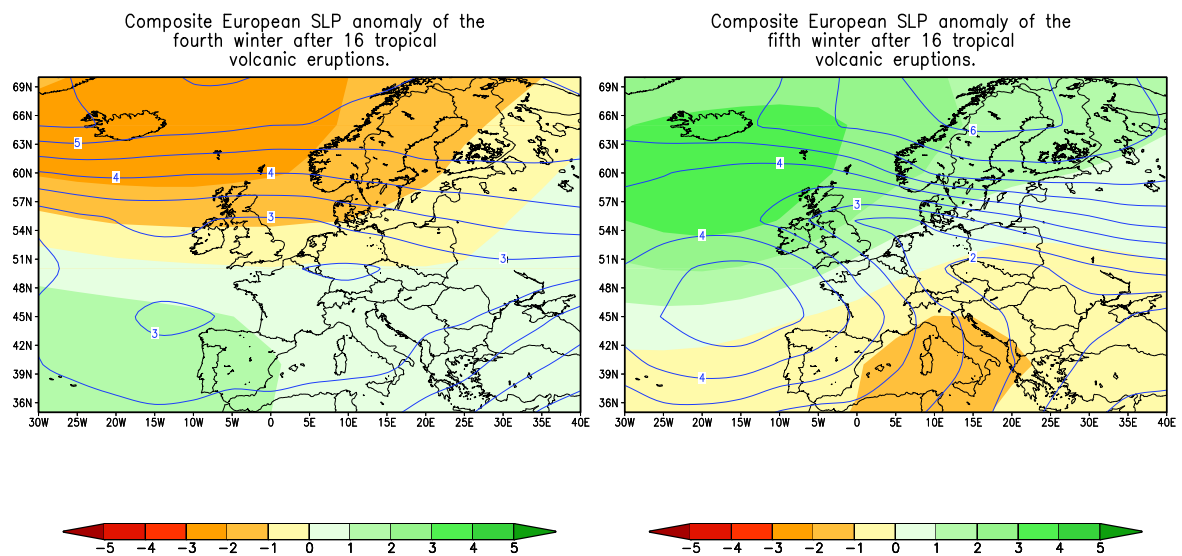 Composite European SLP anomaly of the
fourth winter after 16 tropical
volcanic eruptions.
69N
66N
63N
60N
57N
54N
51N
48N
45N
42N
39N
36N
5
4
4
3
3
3
30W 25W 20W 15W 10W 5W 0 5E 10E 15E 20E 25E 30E 35E 40E
−5 −4 −3 −2 −1 0 1 2 3 4 5
Composite European SLP anomaly of the
fifth winter after 16 tropical
volcanic eruptions.
69N
66N
63N
60N
57N
54N
51N
48N
45N
42N
39N
36N
6
4
3
4
2
4
30W 25W 20W 15W 10W 5W 0 5E 10E 15E 20E 25E 30E 35E 40E
−5 −4 −3 −2 −1 0 1 2 3 4 5